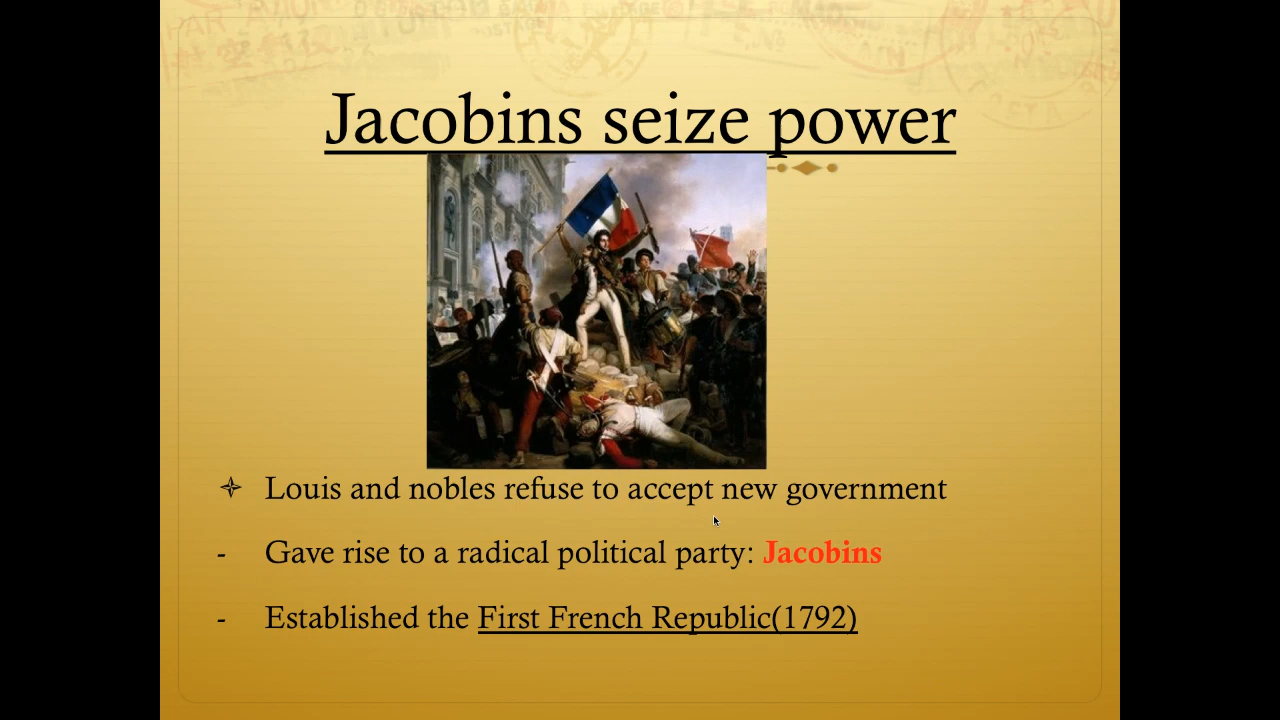 Jacobins seize power
Louis and nobles refuse to accept new government
- Gave rise to a radical political party: Jacobins
- Established the First French Republic(1792)